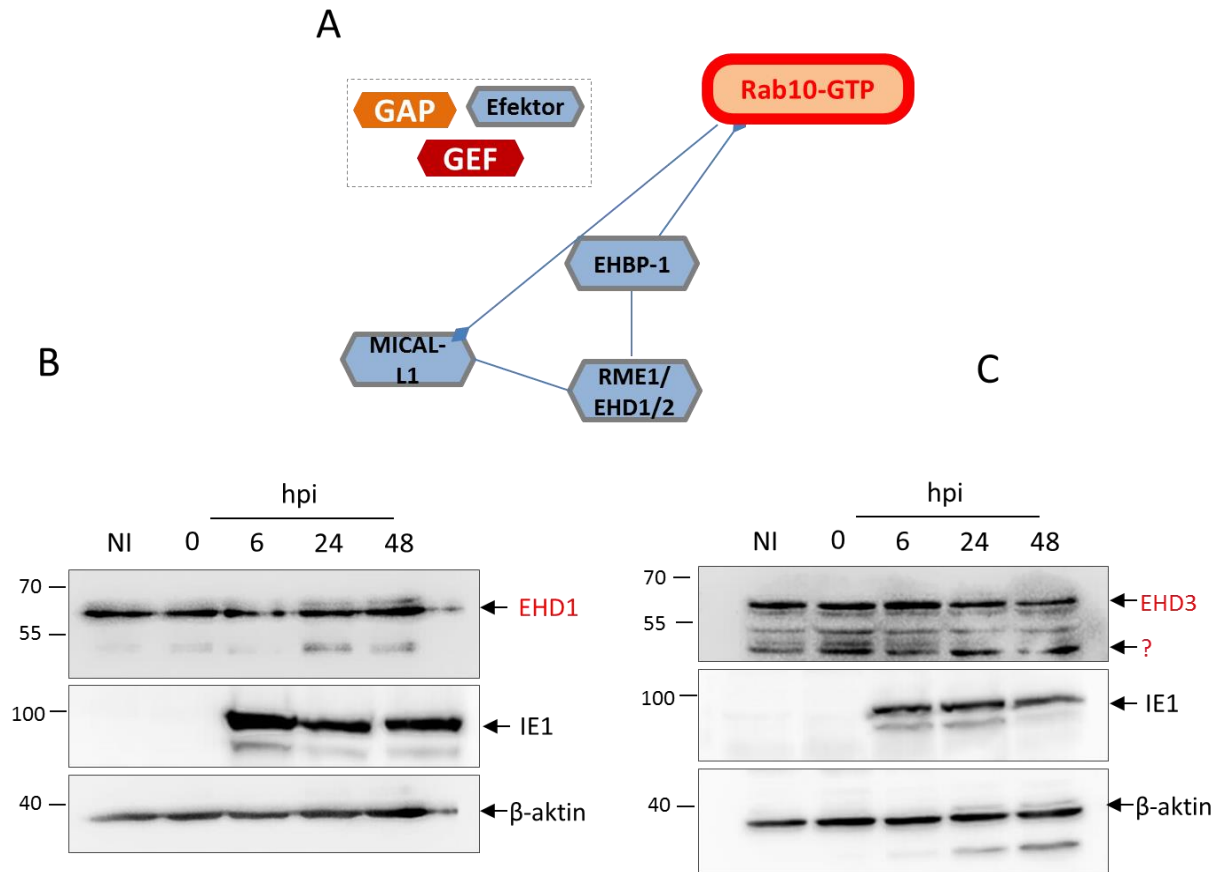 A
Rab10-GTP
GAP
Efektor
GEF
EHBP-1
MICAL-
L1
RME1/
EHD1/2
B
hpi
NI 0 6 24 48
70
55
EHD1
100
IE1
40
β-aktin
C
hpi
NI 0 6 24 48
70
55
EHD3
?
100
IE1
40
β-aktin